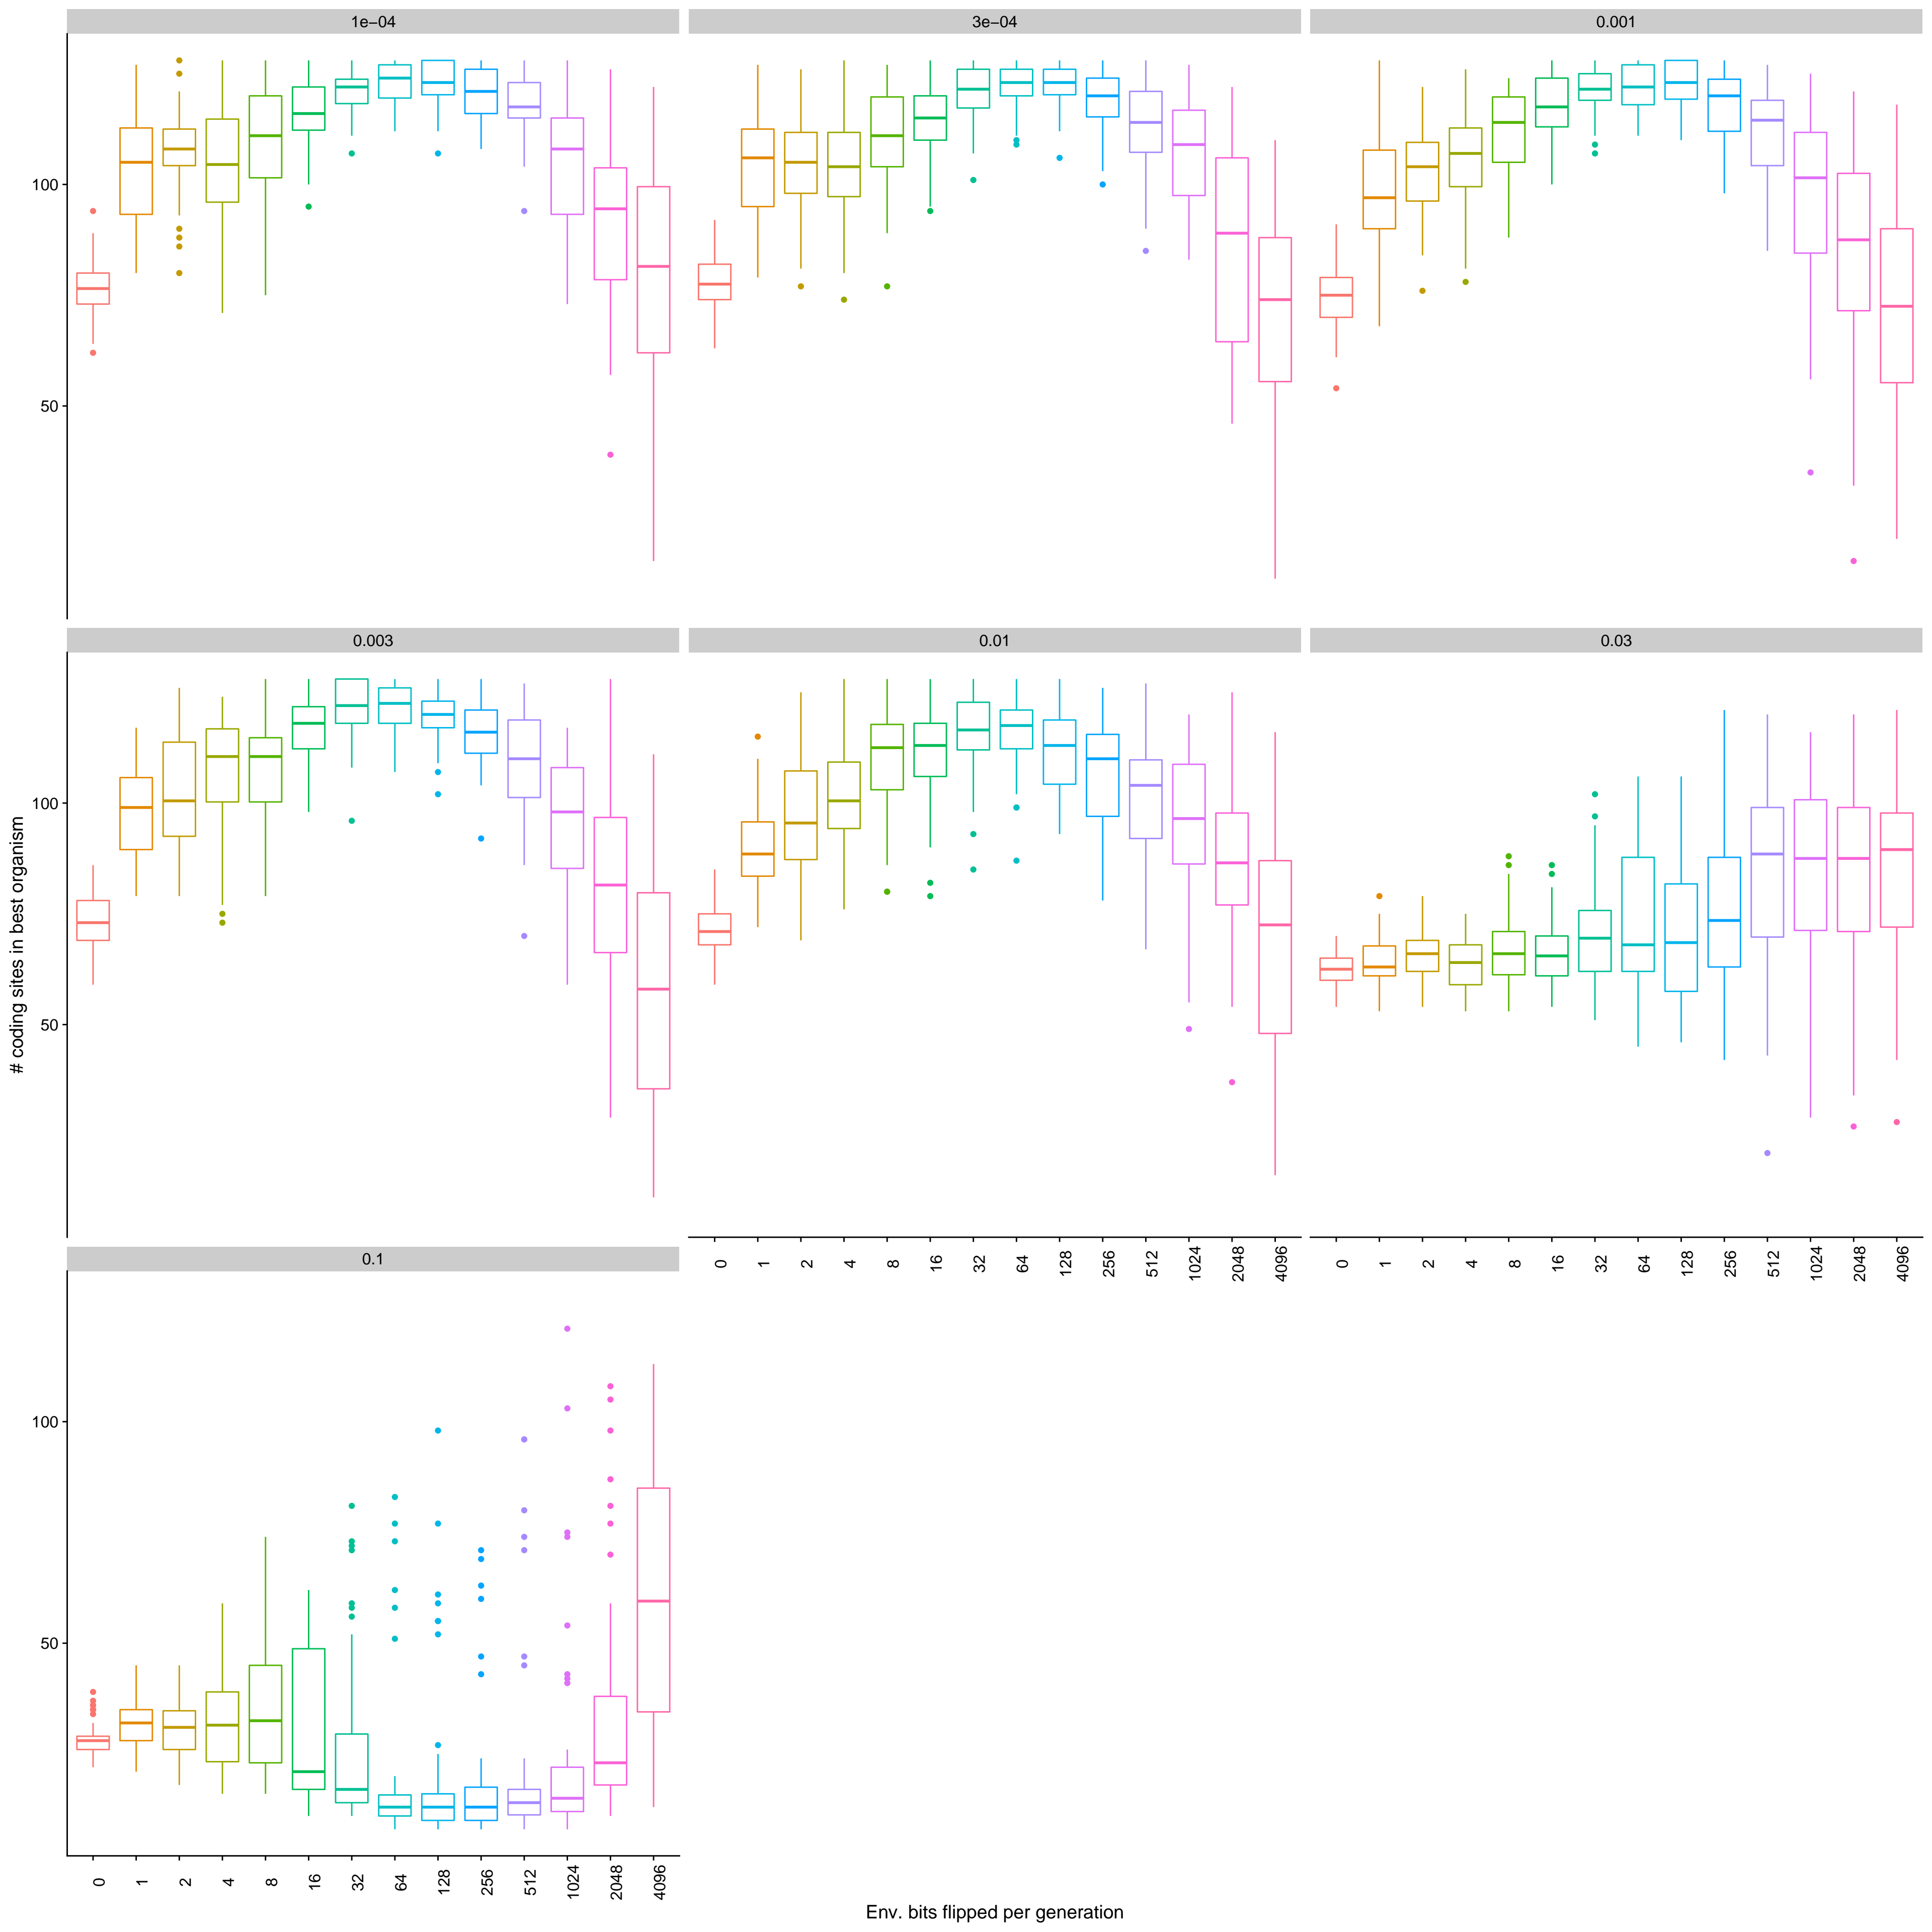 1e−04 3e−04 0.001
100
50
0.003 0.01 0.03
100
50
# coding sites in best organism
0 1 2 4 8 16 32 64 128 256 512 1024 2048 4096 0 1 2 4 8 16 32 64 128 256 512 1024 2048 4096
0.1
100
50
0 1 2 4 8 16 32 64 128 256 512 1024 2048 4096
Env. bits flipped per generation